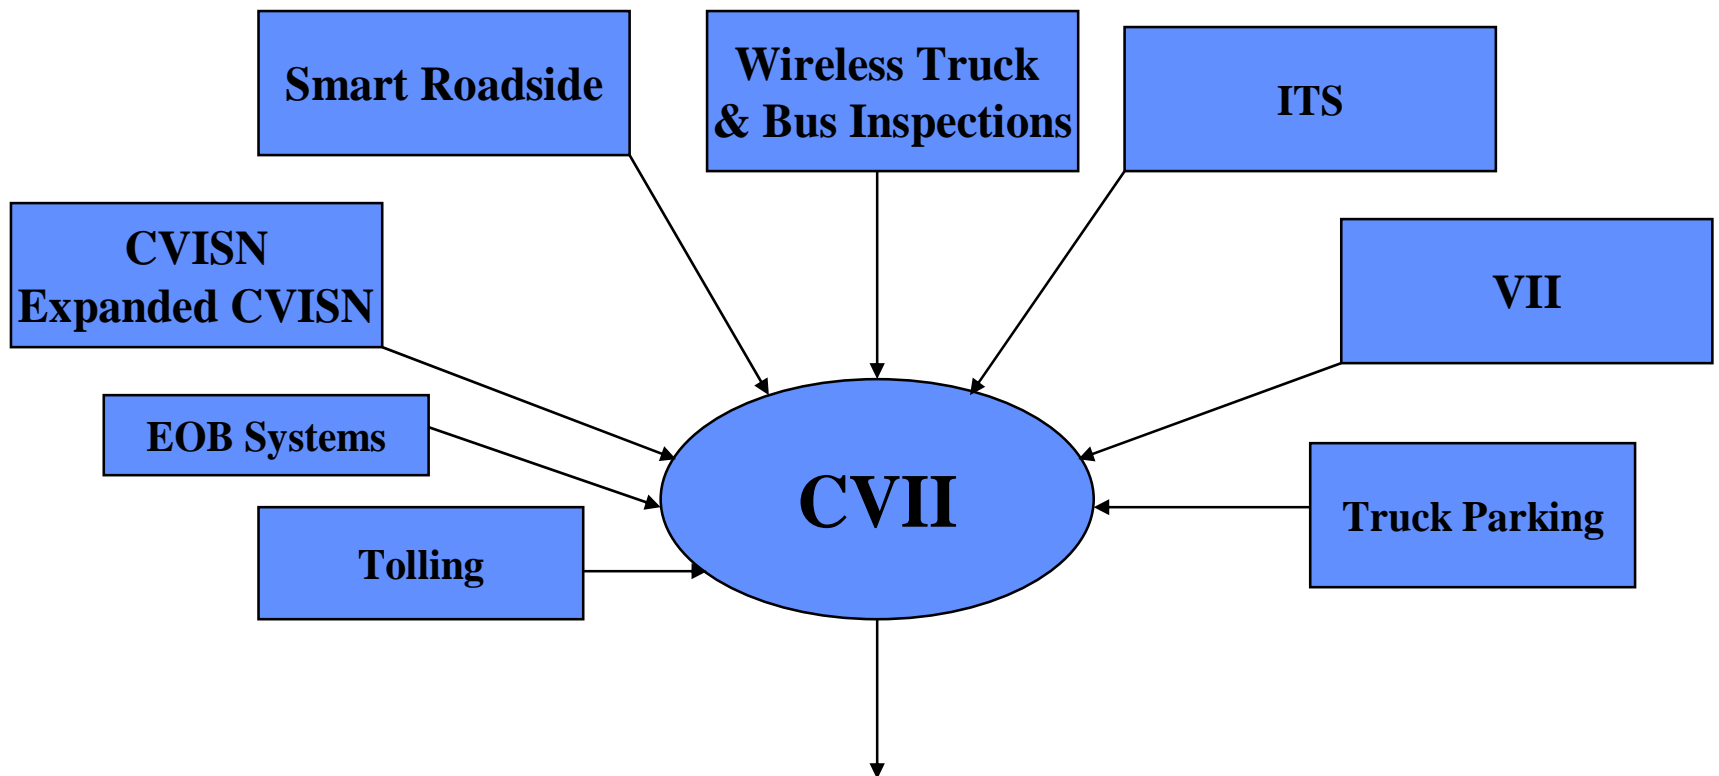 Smart Roadside
Wireless Truck
& Bus Inspections
ITS
CVISN
Expanded CVISN
VII
EOB Systems
CVII
Truck Parking
Tolling